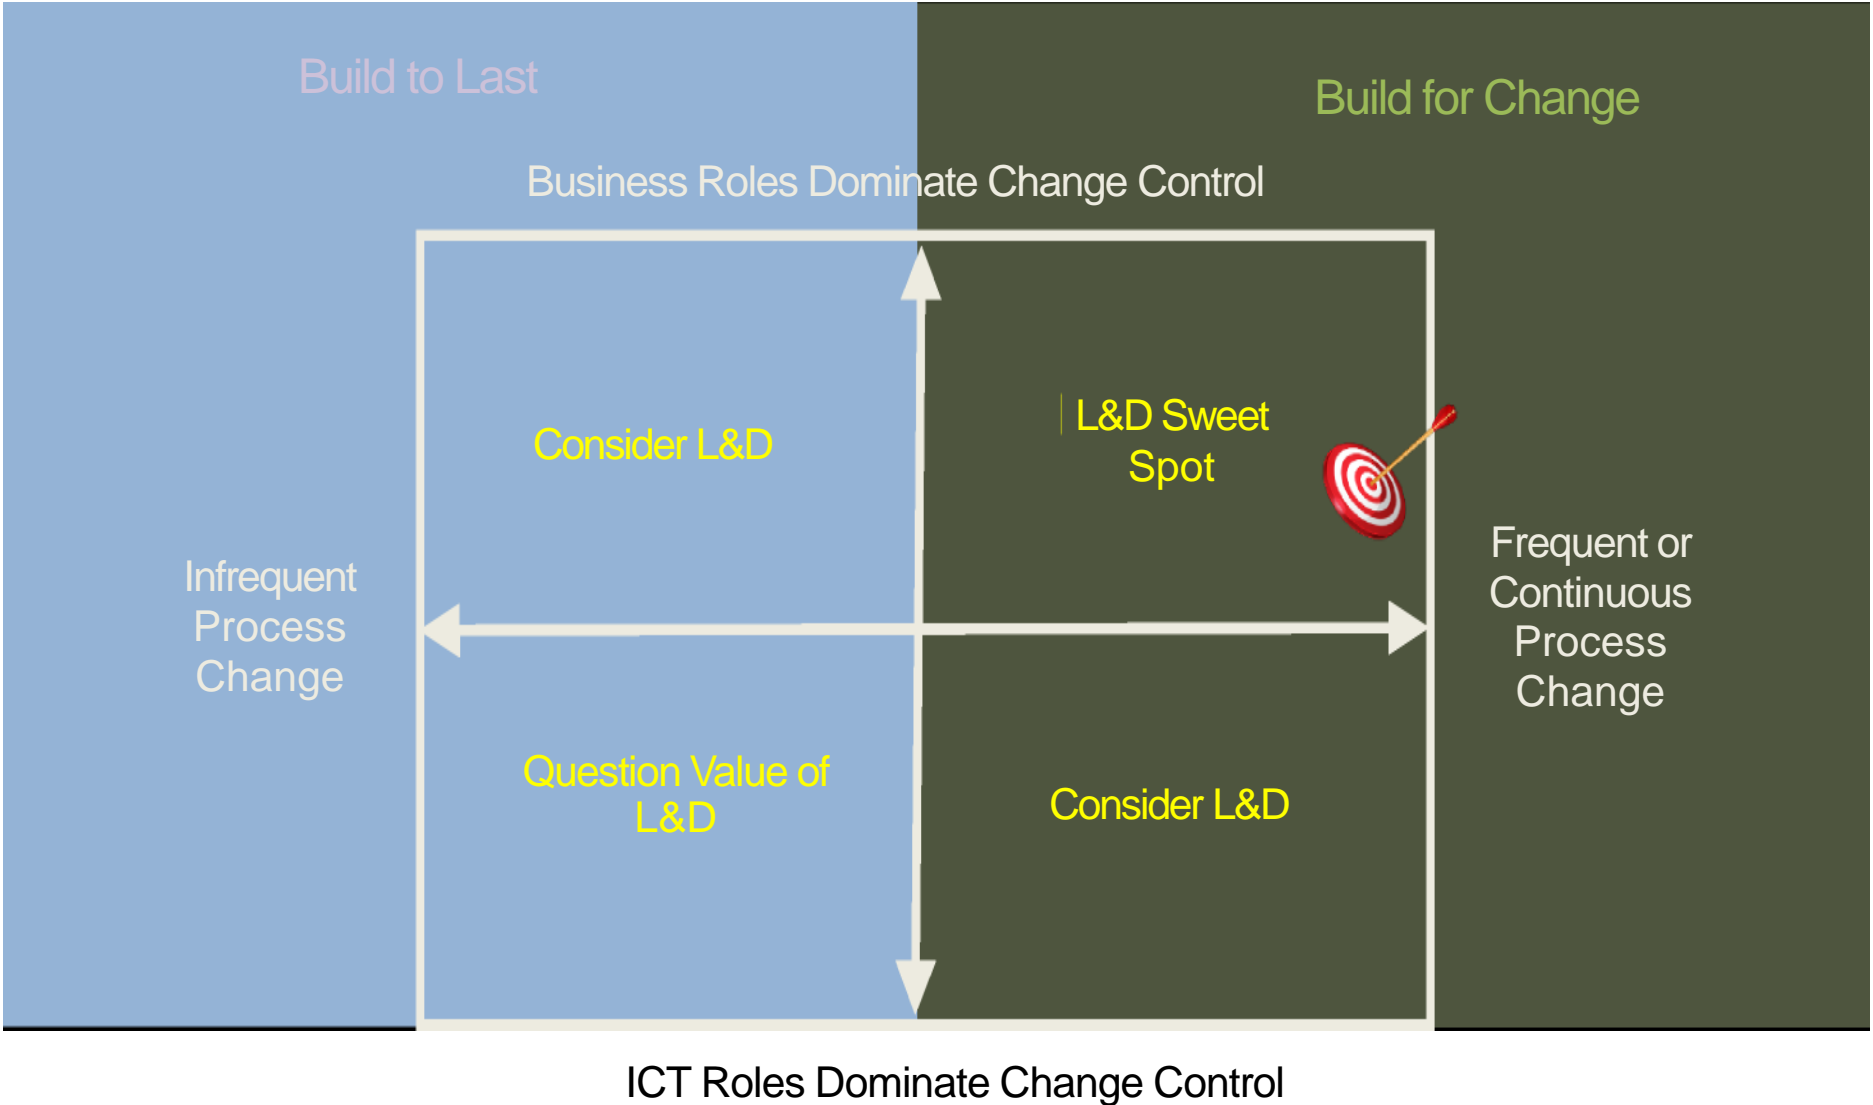 Build to Last
Build for Change
Business Roles Dominate Change Control
Consider L&D
L&D Sweet
Spot
Infrequent
Process
Change
Frequent or
Continuous
Process
Change
Question Value of
L&D
Consider L&D
ICT Roles Dominate Change Control